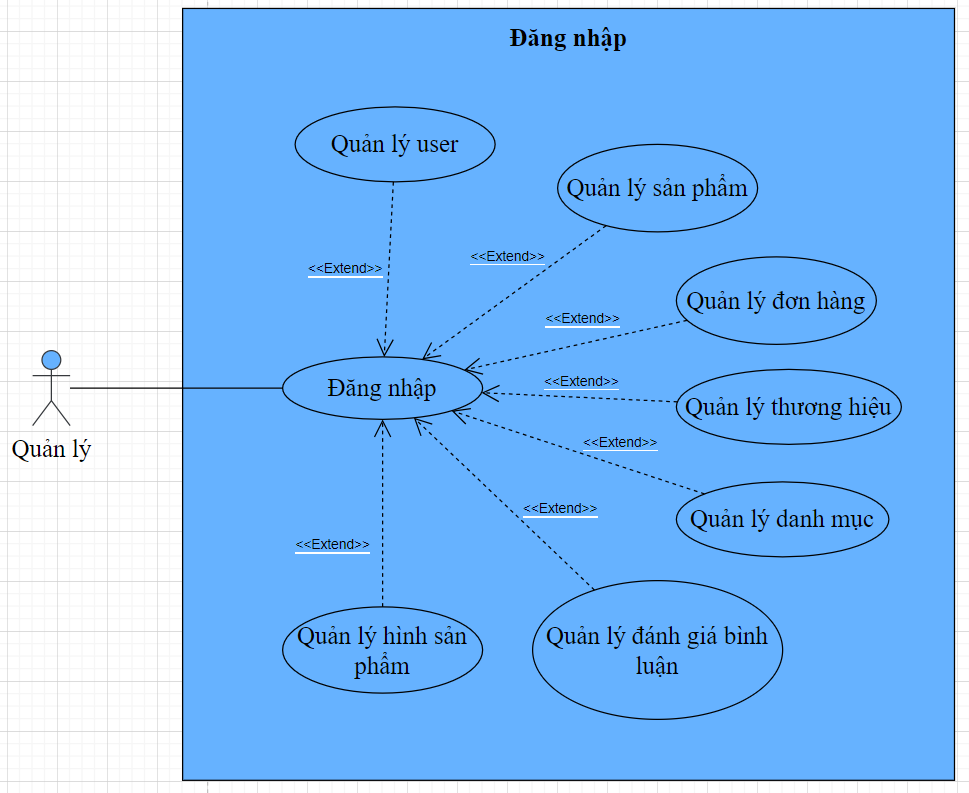 Đăng nhập
Quản lý user
Quản lý sản phẩm
<<Extend>>
<<Extend>>
Quản lý đơn hàng
<<Extend>>
Đăng nhập
<<Extend>>
Quản lý thương hiệu
Quản lý
<<Extend>>
Quản lý danh mục
<<Extend>>
<<Extend>>
Quản lý hình sản
phẩm
Quản lý đánh giá bình
luận